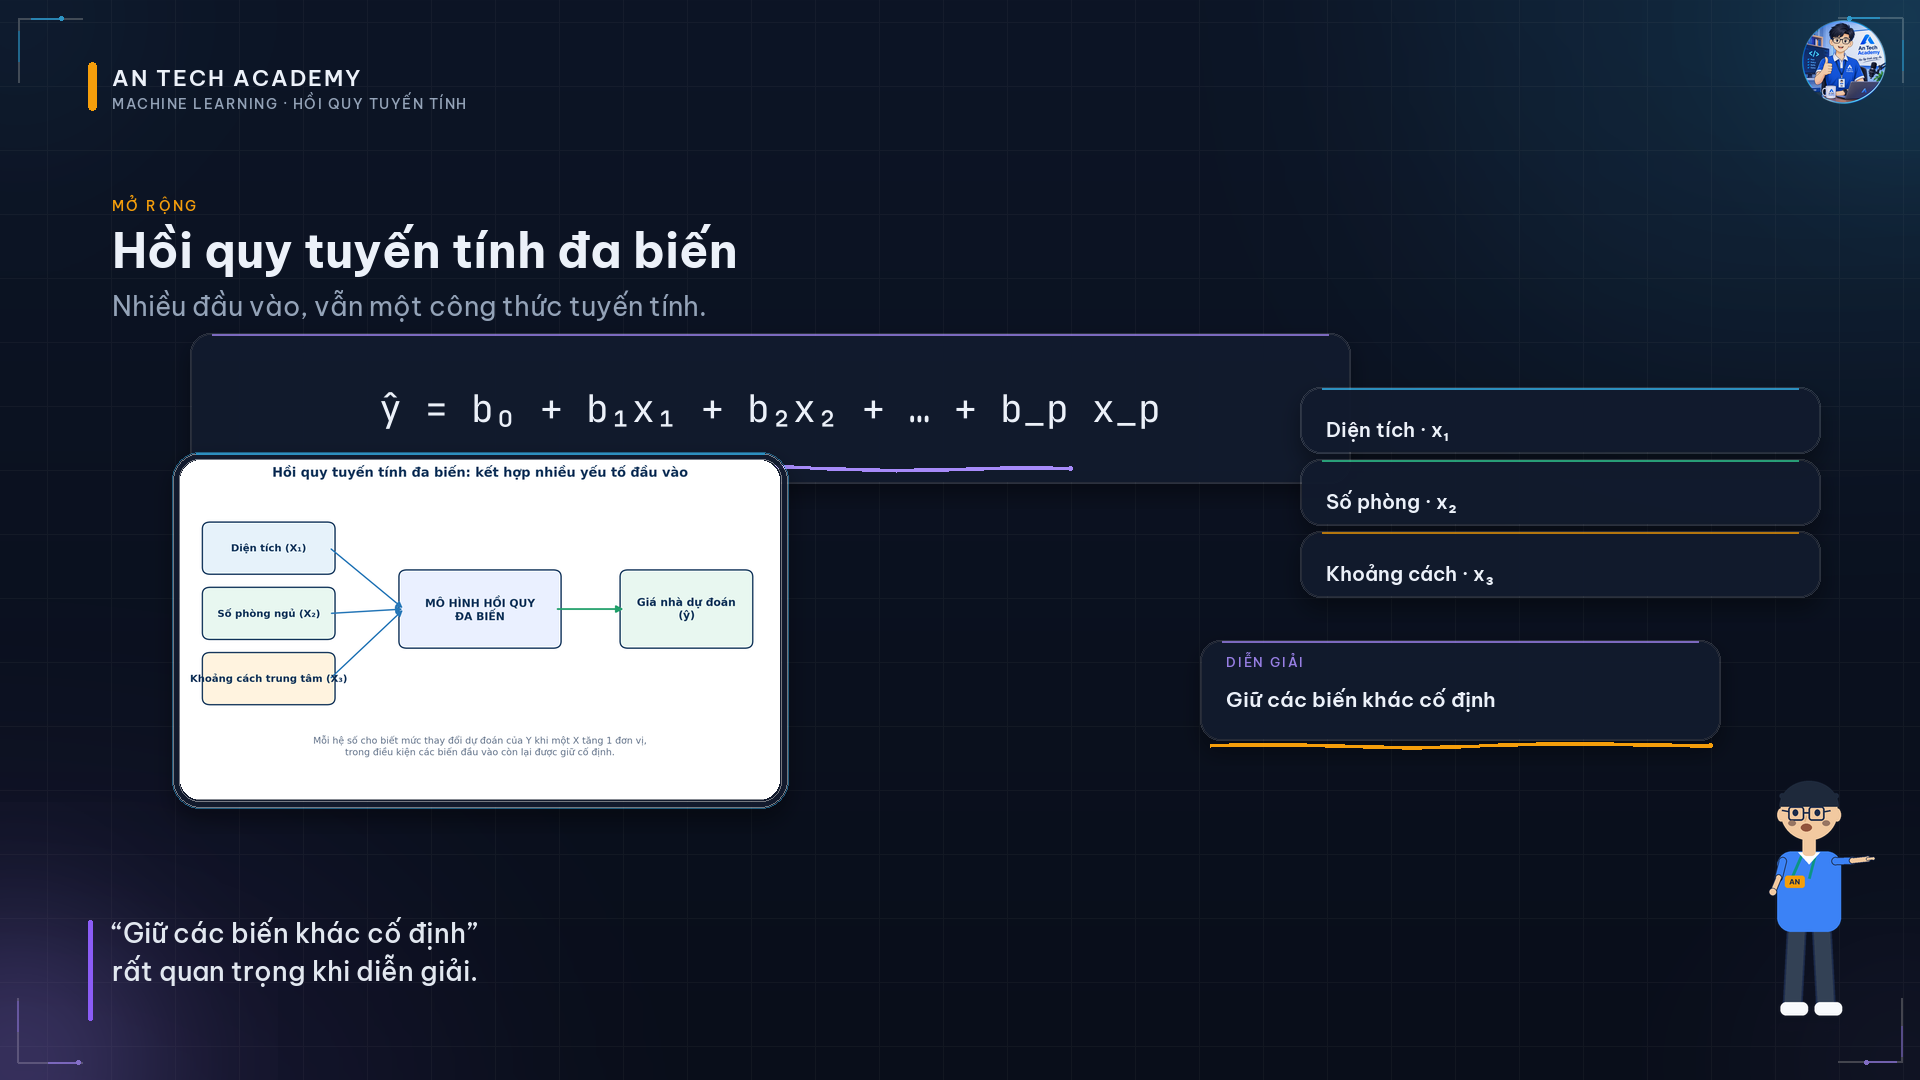 AN TECH ACADEMY
MACHINE LEARNING · HỒI QUY TUYẾN TÍNH
An Tech
Academy
MỞ RỘNG
Hồi quy tuyến tính đa biến
Nhiều đầu vào, vẫn một công thức tuyến tính.
ŷ = b₀ + b₁x₁ + b₂x₂ + … + b_p x_p
Diện tích · x₁
Số phòng · x₂
Khoảng cách · x₃
Hồi quy tuyến tính đa biến: kết hợp nhiều yếu tố đầu vào
Diện tích (X₁)
Số phòng ngủ (X₂)
Khoảng cách trung tâm (X₃)
MÔ HÌNH HỒI QUY
ĐA BIẾN
Giá nhà dự đoán
(ŷ)
Mỗi hệ số cho biết mức thay đổi dự đoán của Y khi một X tăng 1 đơn vị,
trong điều kiện các biến đầu vào còn lại được giữ cố định.
DIỄN GIẢI
Giữ các biến khác cố định
AN
“Giữ các biến khác cố định”
rất quan trọng khi diễn giải.